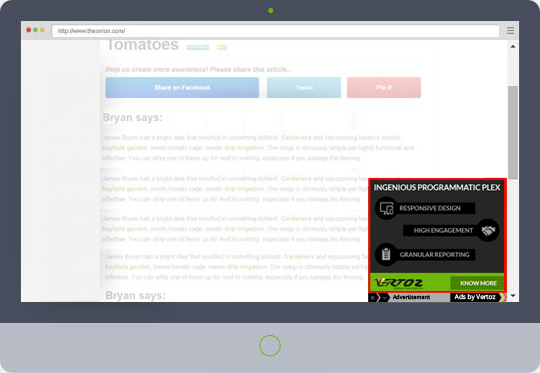 http://www.theonion.com/
Tomatoes
Help us create more awareness! Please share this article...
Share on Facebook
Tweet
Pin It
Bryan says:
James Bryan had a bright idea that resulted in something brilliant. Gardeners and repurposing fanatics behold,
keyhole garden, meets tomato cage, meets drip irrigation. The setup is obviously simple yet highly functional and
effective. You can whip one of these up for next to nothing, especially if you salvage the fencing.
James Bryan had a bright idea that resulted in something brilliant. Gardeners and repurposing fanatics behold,
keyhole garden, meets tomato cage, meets drip irrigation. The setup is obviously simple yet highly
effective. You can whip one of these up for next to nothing, especially if you salvage the fencing.
James Bryan had a bright idea that resulted in something brilliant. Gardeners and repurposing
keyhole garden, meets tomato cage, meets drip irrigation. The setup is obviously simple yet
effective. You can whip one of these up for next to nothing, especially if you salvage the
James Bryan had a bright idea that resulted in something brilliant. Gardeners and repurposing
keyhole garden, meets tomato cage, meets drip irrigation. The setup is obviously simple yet
effective. You can whip one of these up for next to nothing, especially if you salvage the
Bryan says:
INGENIOUS PROGRAMMATIC PLEX
RESPONSIVE DESIGN
HIGH ENGAGEMENT
GRANULAR REPORTING
VERTOZ
KNOW MORE
Advertisement
Ads by Vertoz